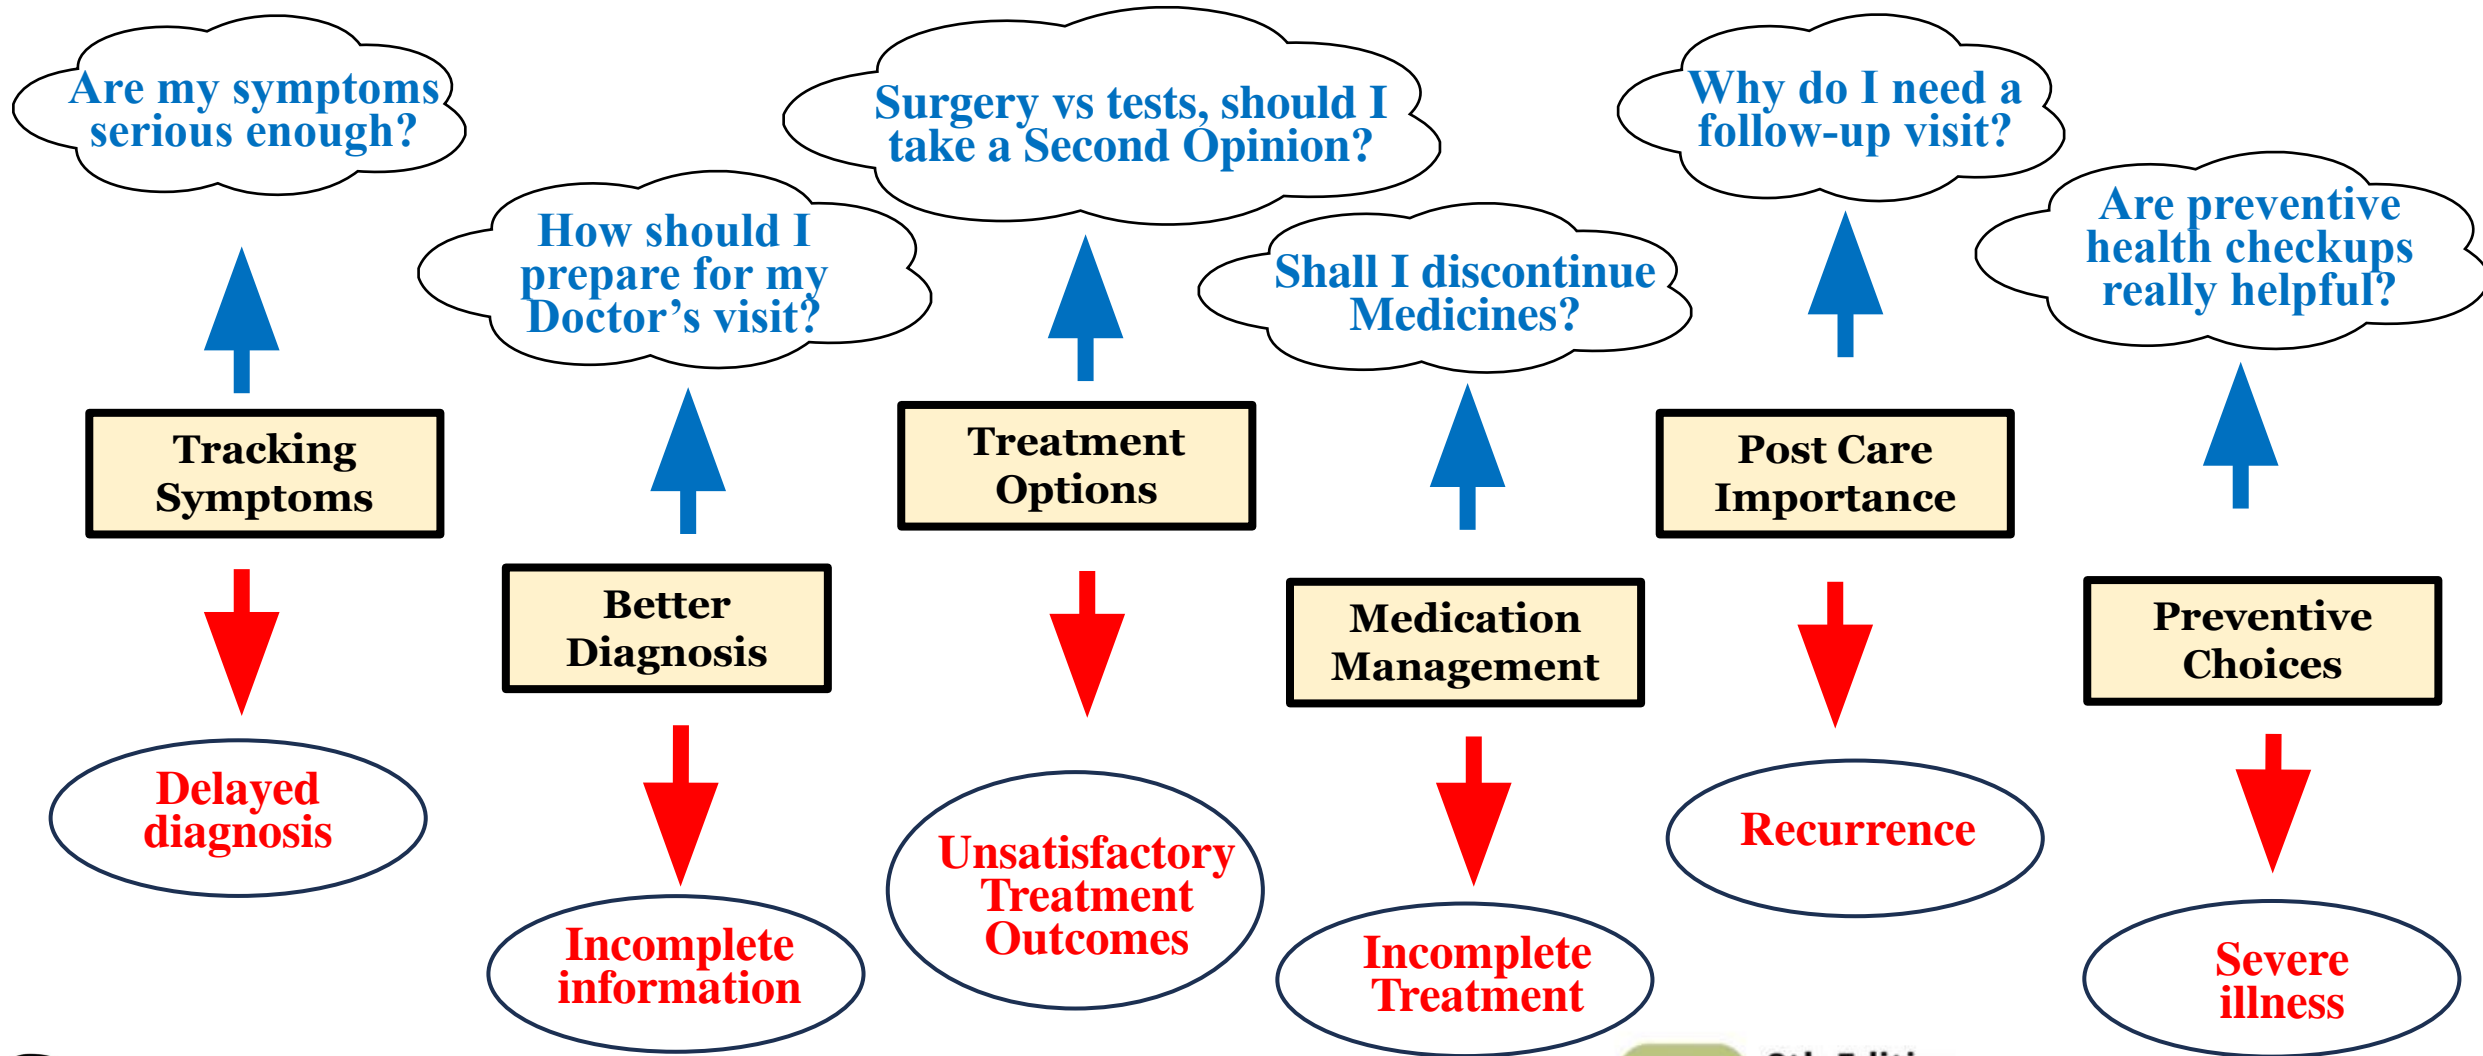 Are my symptoms
serious enough?
Surgery vs tests, should I
take a Second Opinion?
Why do I need a
follow-up visit?
How should I
prepare for my
Doctor’s visit?
Shall I discontinue
Medicines?
Are preventive
health checkups
really helpful?
Tracking
Symptoms
Treatment
Options
Post Care
Importance
Better
Diagnosis
Medication
Management
Preventive
Choices
Delayed
diagnosis
Unsatisfactory
Treatment
Outcomes
Recurrence
Incomplete
information
Incomplete
Treatment
Severe
illness